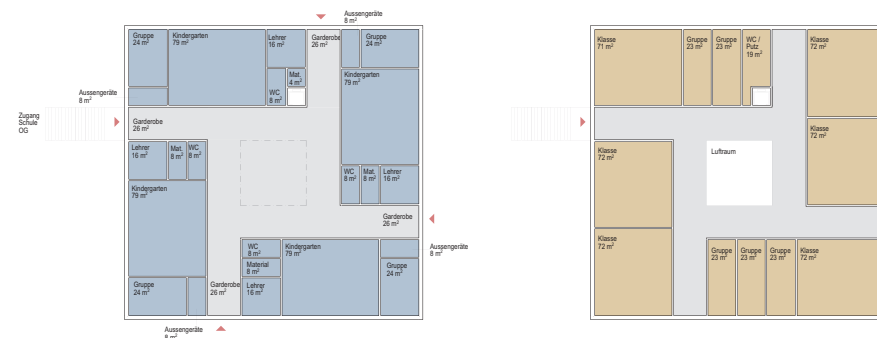 Aussengeräte
8 m²
Gruppe
24 m²
Kindergarten
79 m²
Lehrer
16 m²
Garderobe
26 m²
Gruppe
24 m²
Mat.
4 m²
WC
8 m²
Kindergarten
79 m²
Aussengeräte
8 m²
Zugang
Schule
OG
Garderobe
26 m²
Lehrer
16 m²
Mat.
8 m²
WC
8 m²
WC
8 m²
Mat.
8 m²
Lehrer
16 m²
Kindergarten
79 m²
Garderobe
26 m²
WC
8 m²
Kindergarten
79 m²
Aussengeräte
8 m²
Material
8 m²
Gruppe
24 m²
Gruppe
24 m²
Garderobe
26 m²
Lehrer
16 m²
Aussengeräte
8 m²
Klasse
71 m²
Gruppe
23 m²
Gruppe
23 m²
WC /
Putz
19 m²
Klasse
72 m²
Klasse
72 m²
Klasse
72 m²
Luftraum
Klasse
72 m²
Gruppe
23 m²
Gruppe
23 m²
Gruppe
23 m²
Klasse
72 m²